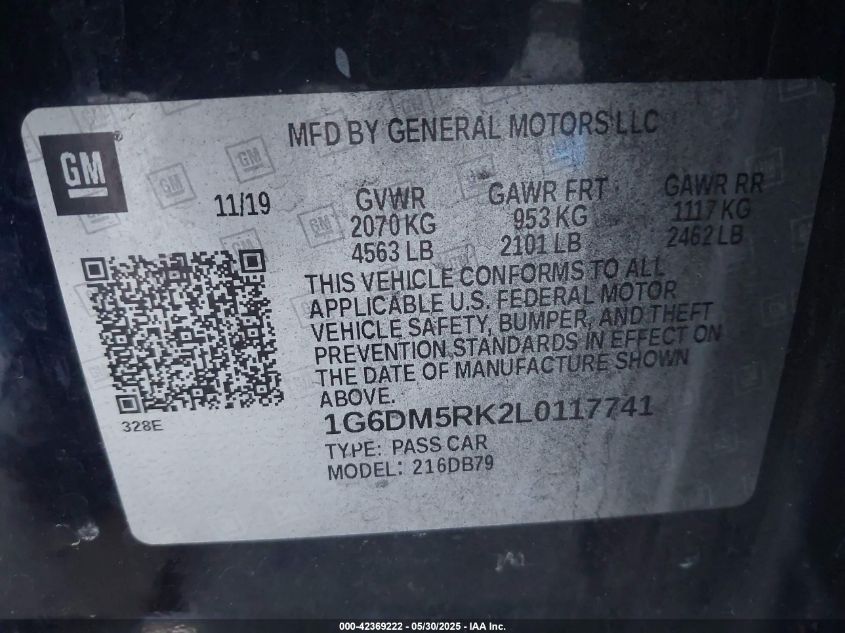 MFD BY GENERAL MOTORS LLC
GM
11/19
GVWR
2070 KG
4563 LB
GAWR FRT
953 KG
2101 LB
GAWR RR
1117 KG
2462 LB
THIS VEHICLE CONFORMS TO ALL
APPLICABLE U.S. FEDERAL MOTOR
VEHICLE SAFETY, BUMPER, AND THEFT
PREVENTION STANDARDS IN EFFECT ON
THE DATE OF MANUFACTURE SHOWN
ABOVE.
328E
1G6DM5RK2L0117741
TYPE: PASS CAR
MODEL: 216DB79
000-42369222 - 05/30/2025 - IAA Inc.